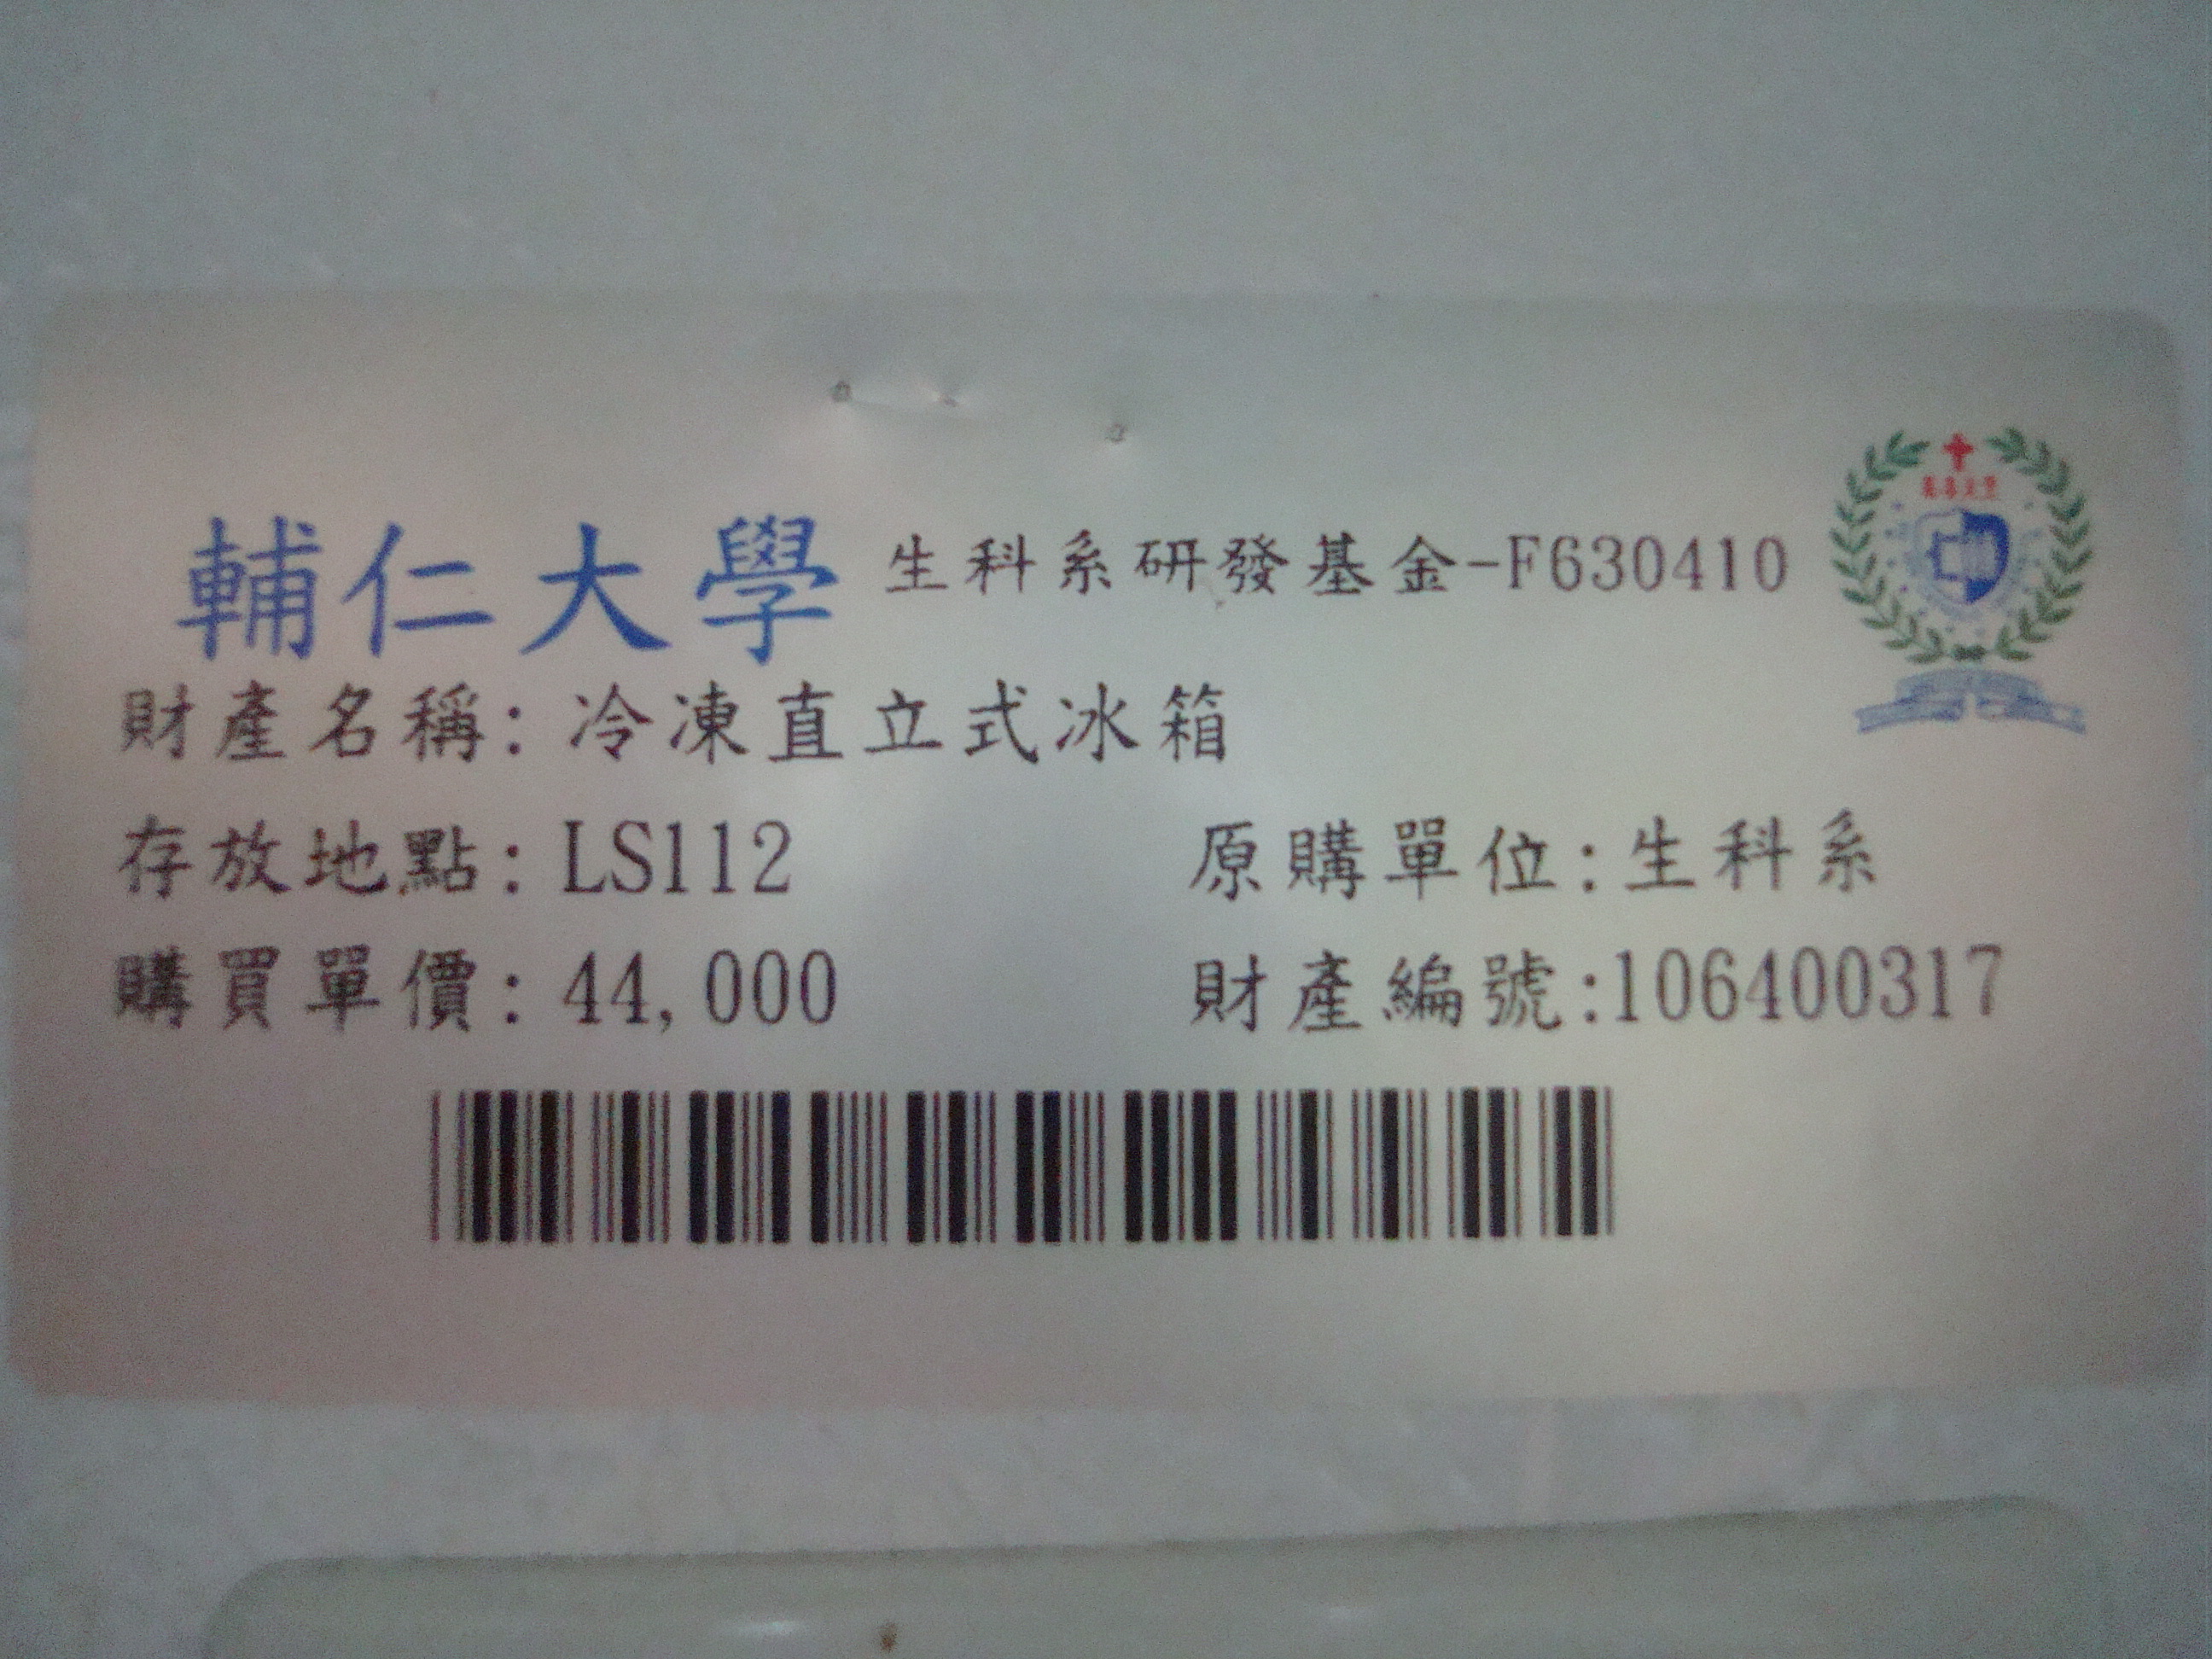 輔仁大學 生科系研發基金-F630410
財產名稱: 冷凍直立式冰箱
存放地點: LS112 原購單位:生科系
購買單價: 44,000 財產編號:106400317